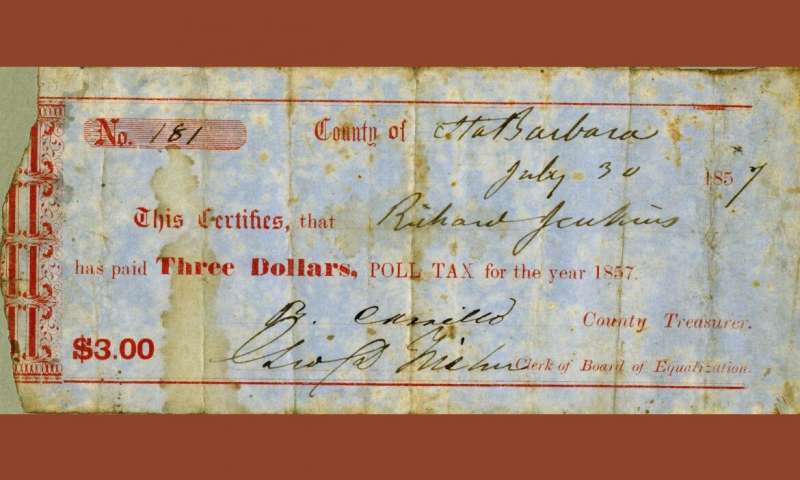 No. 181 County of Sta Barbara
July 30 1857
This Certifies, that Richard Jenkins
has paid Three Dollars, POLL TAX for the year 1857.
Carrillo County Treasurer.
$3.00 Geo D Clerk of Board of Equalization.